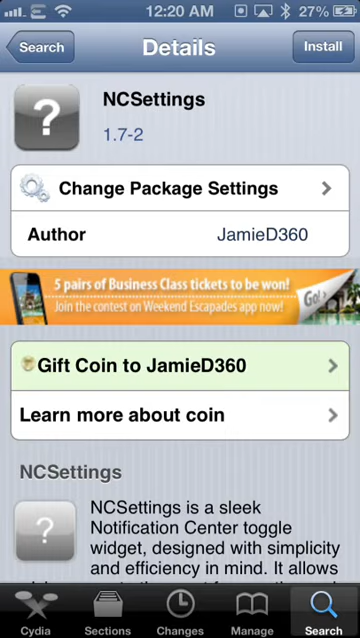 12:20 AM
27%
Search
Details
Install
?
NCSettings
1.7-2
Change Package Settings
Author
JamieD360
5 pairs of Business Class tickets to be won!
Join the contest on Weekend Escapades app now!
Go!
Gift Coin to JamieD360
Learn more about coin
NCSettings
?
NCSettings is a sleek
Notification Center toggle
widget, designed with simplicity
and efficiency in mind. It allows
Cydia
Sections
Changes
Manage
Search